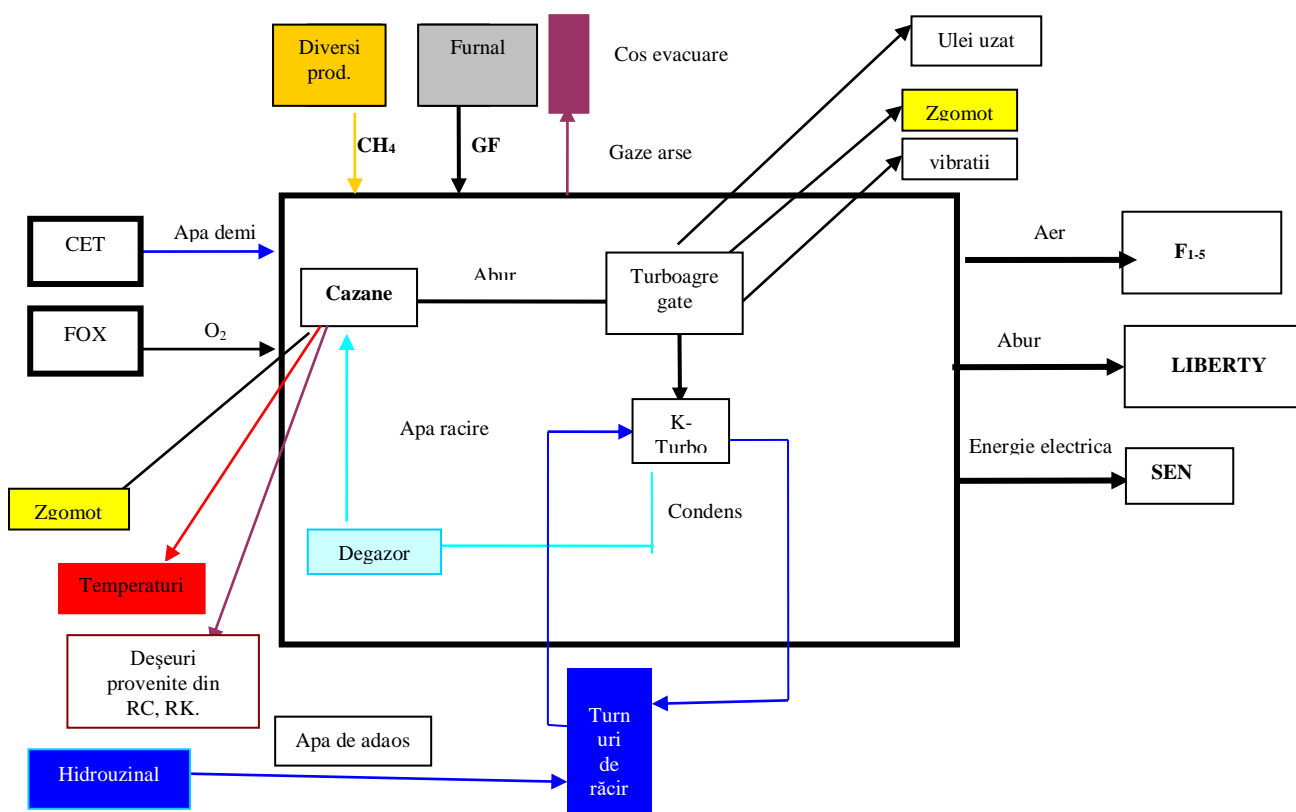 Diversi
prod.
Furnal
Cos evacuare
Ulei uzat
Zgomot
vibratii
CH₄
GF
Gaze arse
CET
Apa demi
Aer
F₁₋₅
FOX
O₂
Cazane
Abur
Turboagre
gate
Abur
LIBERTY
K-
Turbo
Apa racire
Energie electrica
SEN
Zgomot
Condens
Degazor
Temperaturi
Deşeuri
provenite din
RC, RK.
Apa de adaos
Turn
uri
de
răcir
Hidrouzinal